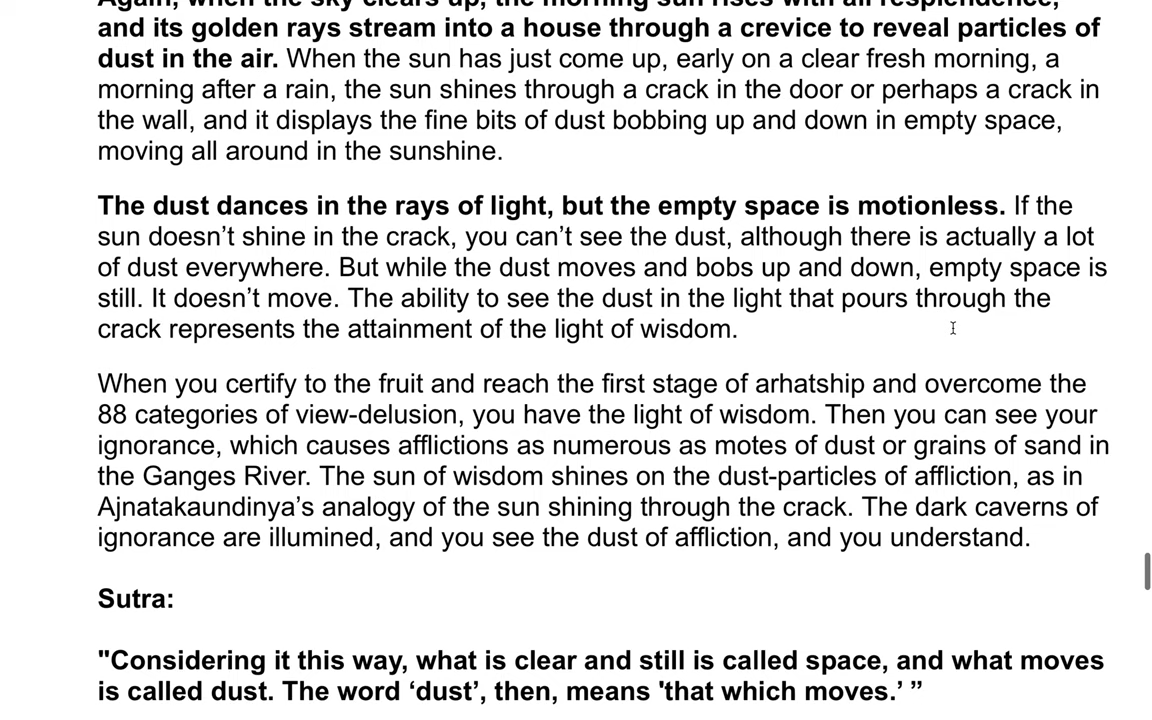 Again, when the sky clears up, the morning sun rises with all resplendence,
and its golden rays stream into a house through a crevice to reveal particles of
dust in the air. When the sun has just come up, early on a clear fresh morning, a
morning after a rain, the sun shines through a crack in the door or perhaps a crack in
the wall, and it displays the fine bits of dust bobbing up and down in empty space,
moving all around in the sunshine.
The dust dances in the rays of light, but the empty space is motionless. If the
sun doesn’t shine in the crack, you can’t see the dust, although there is actually a lot
of dust everywhere. But while the dust moves and bobs up and down, empty space is
still. It doesn’t move. The ability to see the dust in the light that pours through the
crack represents the attainment of the light of wisdom.
When you certify to the fruit and reach the first stage of arhatship and overcome the
88 categories of view-delusion, you have the light of wisdom. Then you can see your
ignorance, which causes afflictions as numerous as motes of dust or grains of sand in
the Ganges River. The sun of wisdom shines on the dust-particles of affliction, as in
Ajnatakaundinya’s analogy of the sun shining through the crack. The dark caverns of
ignorance are illumined, and you see the dust of affliction, and you understand.
Sutra:
"Considering it this way, what is clear and still is called space, and what moves
is called dust. The word ‘dust’, then, means 'that which moves.’ ”